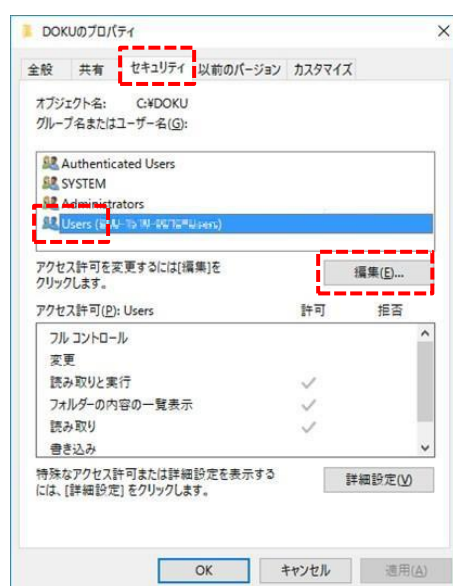 DOKUのプロパティ
全般 共有 セキュリティ 以前のバージョン カスタマイズ
オブジェクト名: C:¥DOKU
グループ名またはユーザー名(G):
Authenticated Users
SYSTEM
Administrators
Users (
アクセス許可を変更するには[編集]を
クリックします。
編集(E)...
アクセス許可(P): Users 許可 拒否
フル コントロール
変更
読み取りと実行
フォルダーの内容の一覧表示
読み取り
書き込み
特殊なアクセス許可または詳細設定を表示する
には、[詳細設定] をクリックします。
詳細設定(V)
OK キャンセル 適用(A)